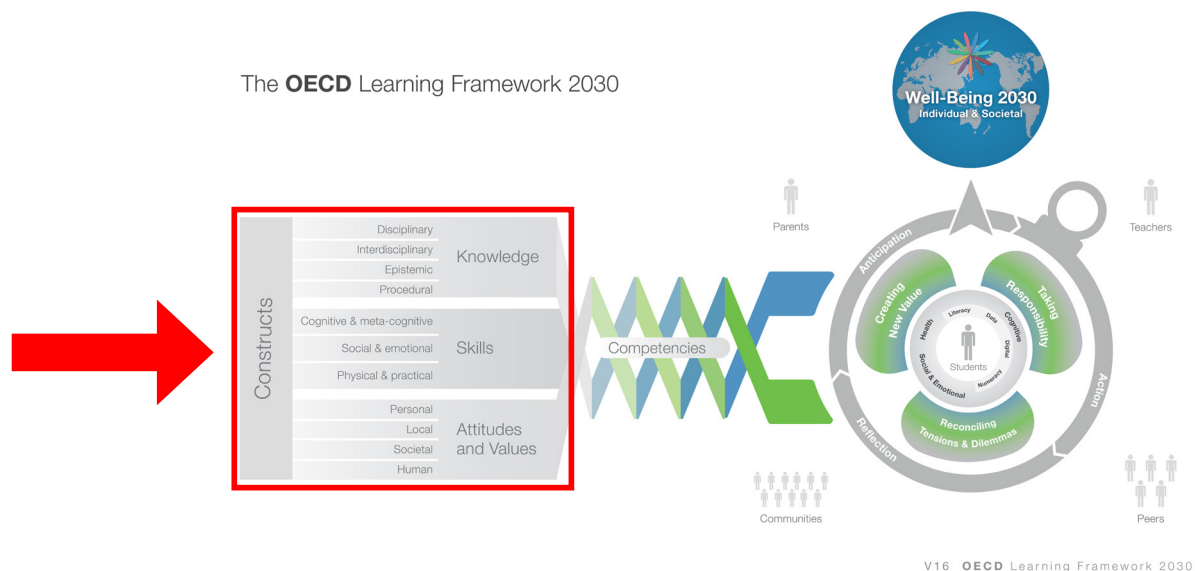 The OECD Learning Framework 2030
Well-Being 2030
Individual & Societal
Constructs
Disciplinary
Interdisciplinary
Epistemic
Procedural
Knowledge
Cognitive & meta-cognitive
Social & emotional
Physical & practical
Skills
Personal
Local
Societal
Human
Attitudes
and Values
Competencies
Parents
Teachers
Communities
Peers
Anticipation
Action
Reflection
Creating
New Value
Taking
Responsibility
Reconciling
Tensions & Dilemmas
Literacy
Data
Cognitive
Digital
Numeracy
Social & Emotional
Health
Students
V16 OECD Learning Framework 2030